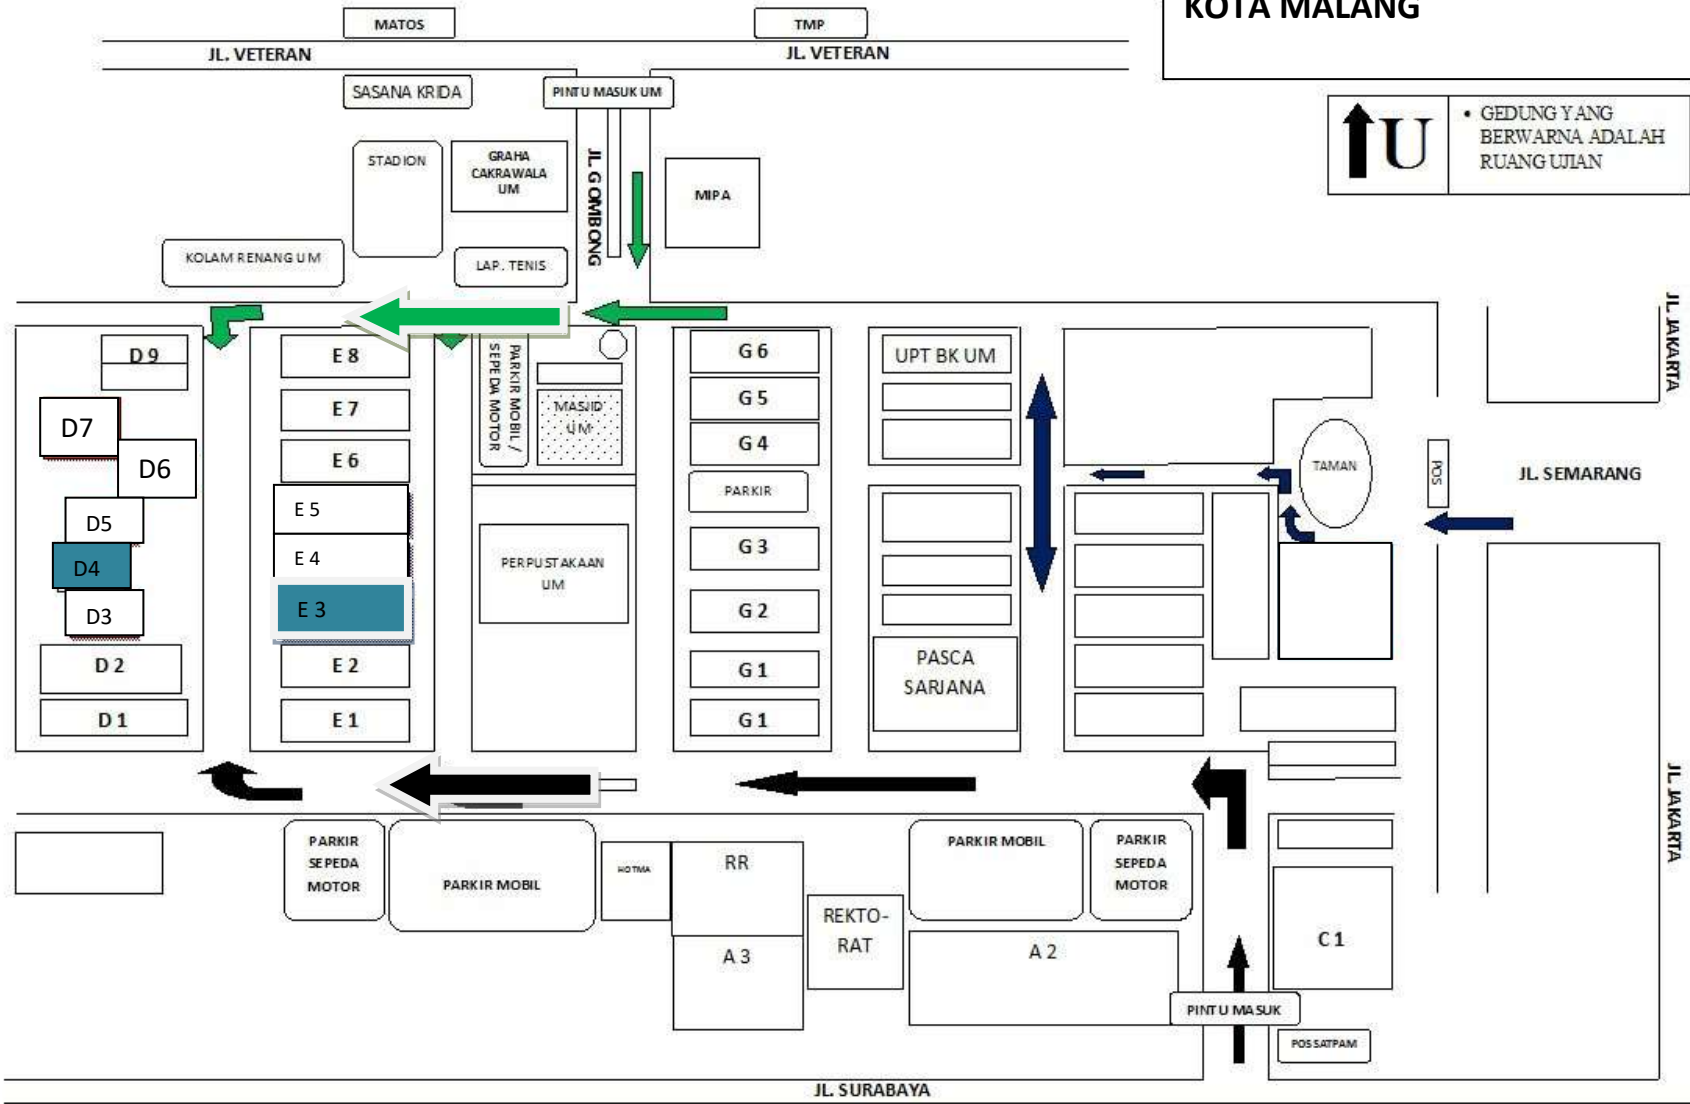 KOTA MALANG
MATOS
TMP
JL. VETERAN
JL. VETERAN
SASANA KRIDA
PINTU MASUK UM
U
• GEDUNG YANG
BERWARNA ADALAH
RUANG UJIAN
STADION
GRAHA
CAKRAWALA
UM
JL. GOMBONG
MIPA
KOLAM RENANG UM
LAP. TENIS
JL JAKARTA
D 9
E 8
PARKIR MOBIL /
SEPEDA MOTOR
G 6
UPT BK UM
D7
E 7
MASJID
UM
G 5
D6
E 6
G 4
TAMAN
POS
JL. SEMARANG
PARKIR
D5
E 5
D4
E 4
PERPUSTAKAAN
UM
G 3
D3
E 3
G 2
D 2
E 2
G 1
PASCA
SARJANA
D 1
E 1
G 1
JL. JAKARTA
PARKIR
SEPEDA
MOTOR
PARKIR MOBIL
HOTMA
RR
PARKIR MOBIL
PARKIR
SEPEDA
MOTOR
REKTO-
RAT
A 3
A 2
C 1
PINTU MASUK
POS SATPAM
JL. SURABAYA